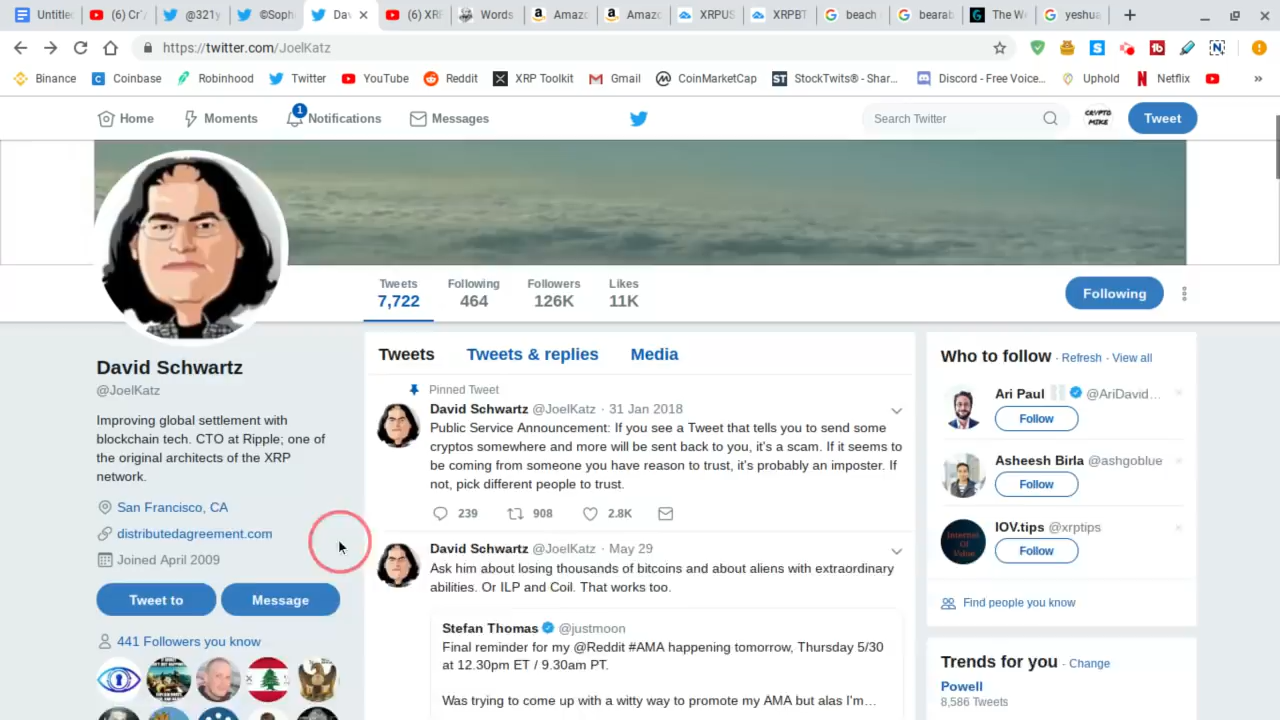 Untitle
(6) Cr
@321y
©Soph
Dav
(6) XRF
Words
Amazo
Amazo
XRPUS
XRPBT
beach
bearab
The W
yeshua
https://twitter.com/JoelKatz
Binance
Coinbase
Robinhood
Twitter
YouTube
Reddit
XRP Toolkit
Gmail
CoinMarketCap
StockTwits® - Shar...
Discord - Free Voice...
Uphold
Netflix
»
Home
Moments
1
Notifications
Messages
Search Twitter
CRYPTO
MIKE
Tweet
Tweets
7,722
Following
464
Followers
126K
Likes
11K
Following
David Schwartz
@JoelKatz
Improving global settlement with
blockchain tech. CTO at Ripple; one of
the original architects of the XRP
network.
San Francisco, CA
distributedagreement.com
Joined April 2009
Tweet to
Message
441 Followers you know
Tweets
Tweets & replies
Media
Pinned Tweet
David Schwartz @JoelKatz · 31 Jan 2018
Public Service Announcement: If you see a Tweet that tells you to send some
cryptos somewhere and more will be sent back to you, it's a scam. If it seems to
be coming from someone you have reason to trust, it's probably an imposter. If
not, pick different people to trust.
239
908
2.8K
David Schwartz @JoelKatz · May 29
Ask him about losing thousands of bitcoins and about aliens with extraordinary
abilities. Or ILP and Coil. That works too.
Stefan Thomas @justmoon
Final reminder for my @Reddit #AMA happening tomorrow, Thursday 5/30
at 12.30pm ET / 9.30am PT.
Was trying to come up with a witty way to promote my AMA but alas I'm...
Who to follow · Refresh · View all
Ari Paul @AriDavid...
Follow
Asheesh Birla @ashgoblue
Follow
IOV.tips @xrptips
Internet
Of
Value
Follow
Find people you know
Trends for you · Change
Powell
8,586 Tweets